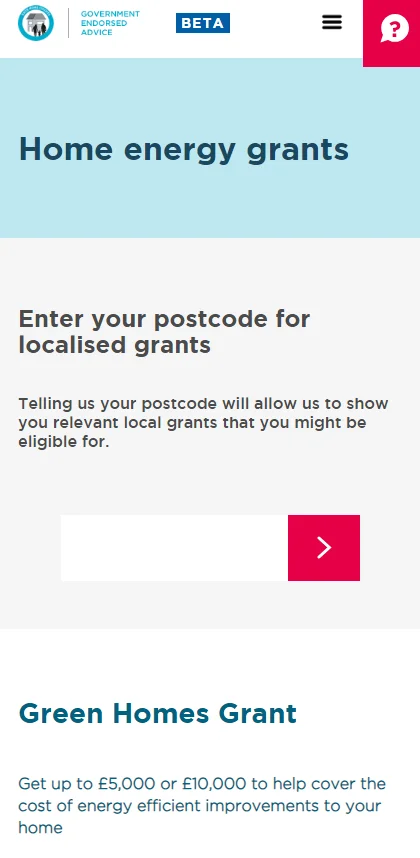 GOVERNMENT
ENDORSED
ADVICE
BETA
?
Home energy grants
Enter your postcode for
localised grants
Telling us your postcode will allow us to show
you relevant local grants that you might be
eligible for.
Green Homes Grant
Get up to £5,000 or £10,000 to help cover the
cost of energy efficient improvements to your
home